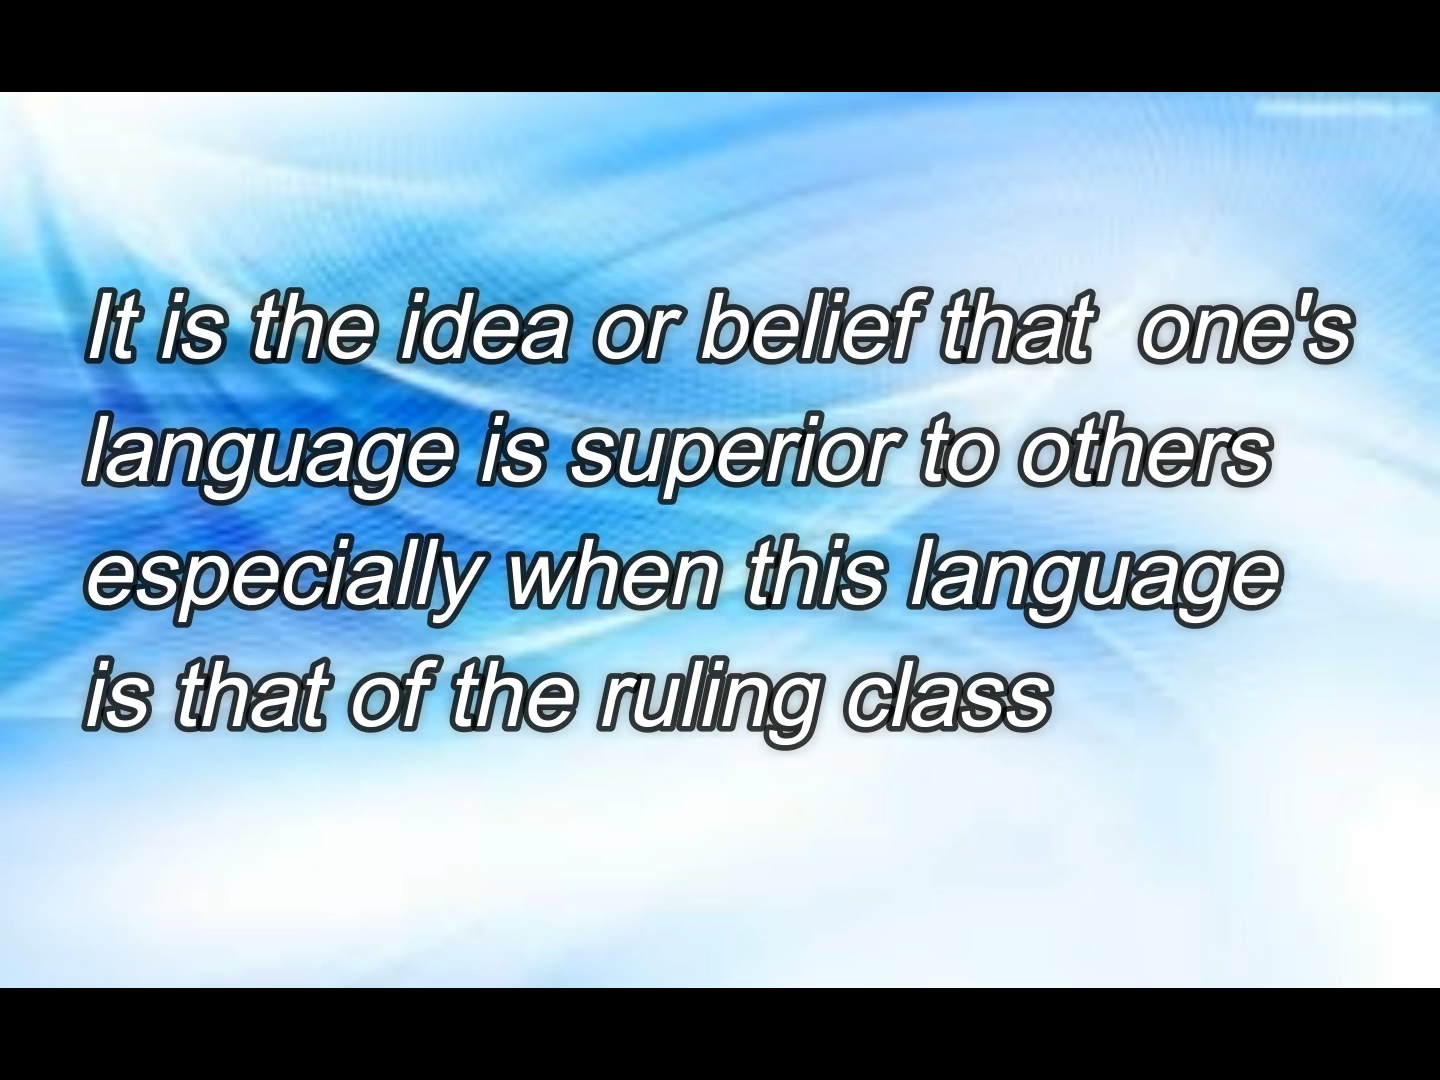 It is the idea or belief that  one's
language is superior to others
especially when this language
is that of the ruling class